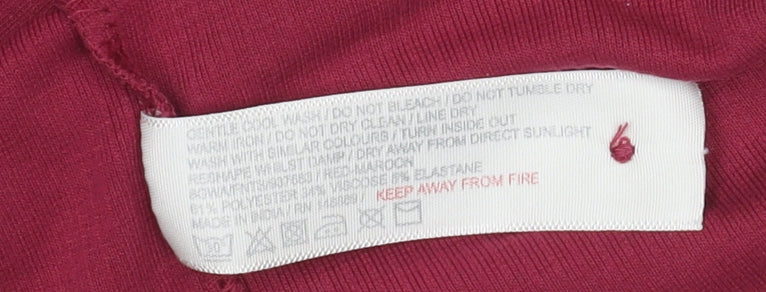 GENTLE COOL WASH / DO NOT BLEACH / DO NOT TUMBLE DRY
WARM IRON / DO NOT DRY CLEAN / LINE DRY
WASH WITH SIMILAR COLOURS / TURN INSIDE OUT
RESHAPE WHILST DAMP / DRY AWAY FROM DIRECT SUNLIGHT
RED-MAROON
61% POLYESTER 34% VISCOSE 5% ELASTANE
MADE IN INDIA / RN / KEEP AWAY FROM FIRE
30°